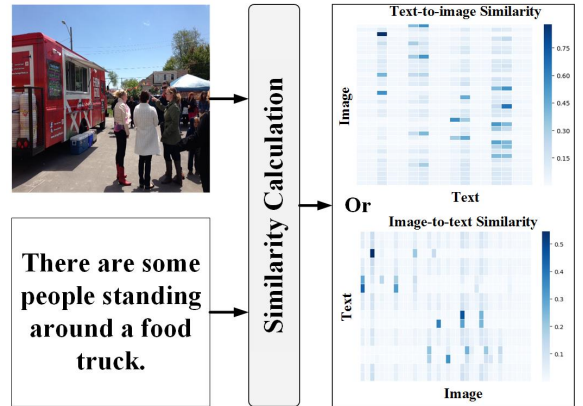 There are some
people standing
around a food
truck.
Similarity Calculation
Text-to-image Similarity
Image
Text
0.75
0.60
0.45
0.30
0.15
Or
Image-to-text Similarity
Text
Image
0.5
0.4
0.3
0.2
0.1
0.0